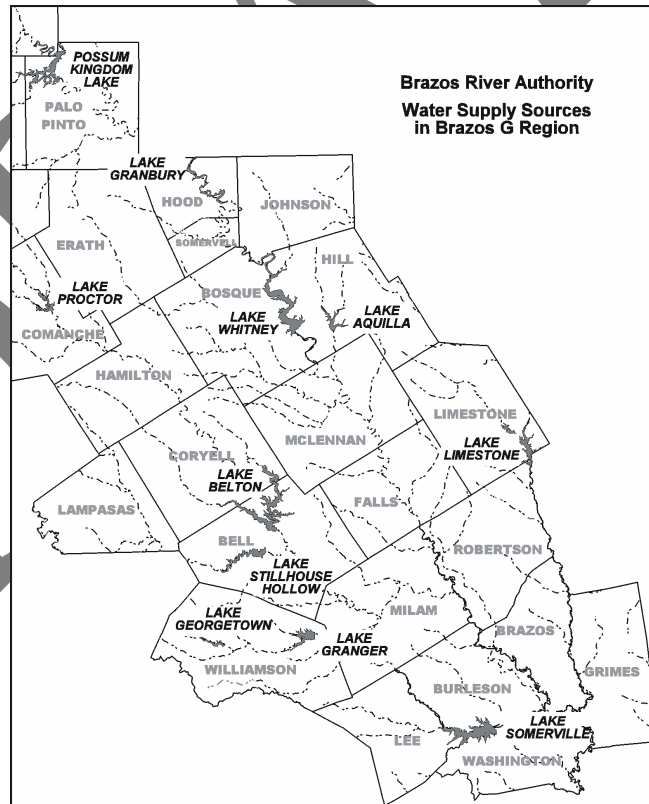 POSSUM
KINGDOM
LAKE
Brazos River Authority
Water Supply Sources
in Brazos G Region
PALO
PINTO
LAKE
GRANBURY
HOOD
JOHNSON
SOMERVELL
ERATH
HILL
LAKE
PROCTOR
BOSQUE
LAKE
WHITNEY
LAKE
AQUILLA
COMANCHE
HAMILTON
LIMESTONE
MCLENNAN
LAKE
LIMESTONE
CORYELL
LAKE
BELTON
LAMPASAS
FALLS
BELL
ROBERTSON
LAKE
STILLHOUSE
HOLLOW
LAKE
GEORGETOWN
MILAM
BRAZOS
LAKE
GRANGER
WILLIAMSON
GRIMES
BURLESON
LAKE
SOMERVILLE
LEE
WASHINGTON